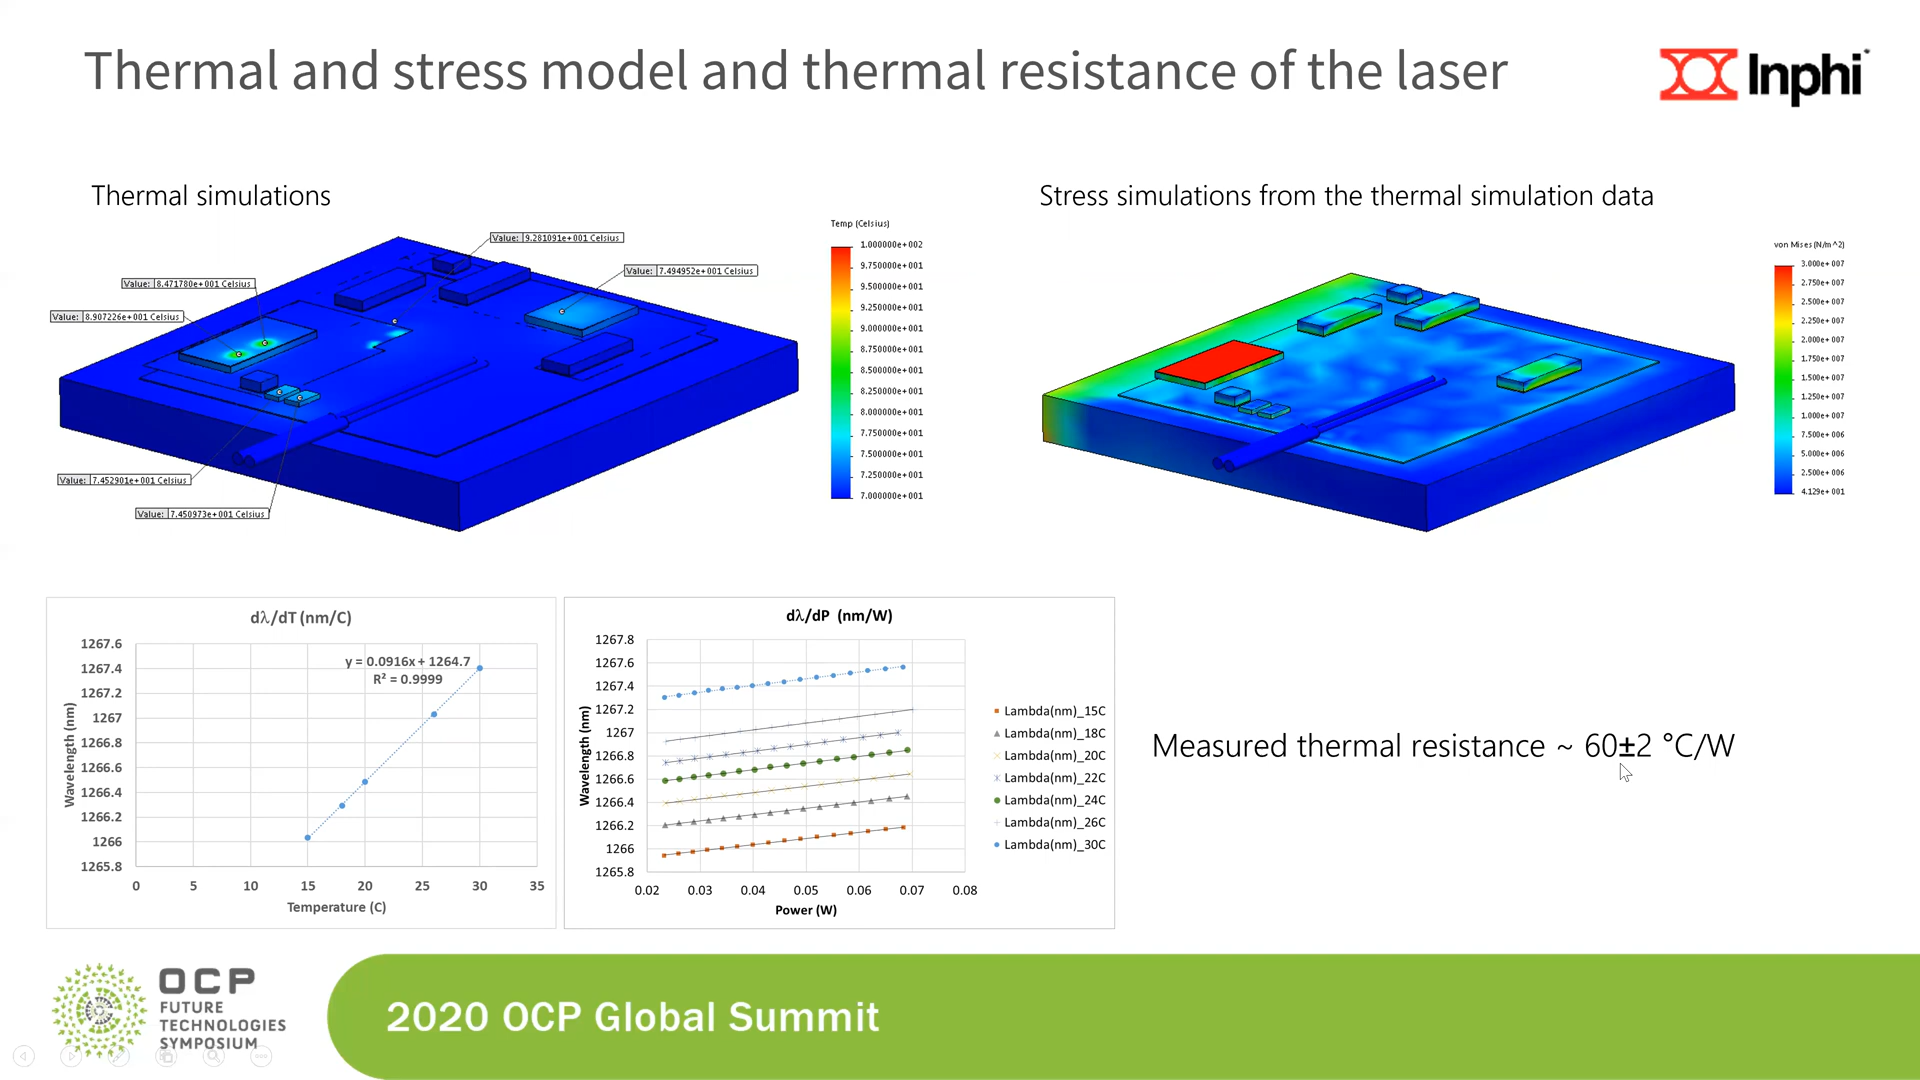 Thermal and stress model and thermal resistance of the laser
Inphi
Thermal simulations
Stress simulations from the thermal simulation data
Value: 9.281091e+001 Celsius
Value: 7.494952e+001 Celsius
Value: 8.471780e+001 Celsius
Value: 8.907226e+001 Celsius
Value: 7.452901e+001 Celsius
Value: 7.450973e+001 Celsius
Temp (Celsius)
1.000000e+002
9.750000e+001
9.500000e+001
9.250000e+001
9.000000e+001
8.750000e+001
8.500000e+001
8.250000e+001
8.000000e+001
7.750000e+001
7.500000e+001
7.250000e+001
7.000000e+001
von Mises (N/m^2)
3.000e+007
2.750e+007
2.500e+007
2.250e+007
2.000e+007
1.750e+007
1.500e+007
1.250e+007
1.000e+007
7.500e+006
5.000e+006
2.500e+006
4.129e+001
dλ/dT (nm/C)
y = 0.0916x + 1264.7
R² = 0.9999
Wavelength (nm)
1267.6
1267.4
1267.2
1267
1266.8
1266.6
1266.4
1266.2
1266
1265.8
0 5 10 15 20 25 30 35
Temperature (C)
dλ/dP (nm/W)
Wavelength (nm)
1267.8
1267.6
1267.4
1267.2
1267
1266.8
1266.6
1266.4
1266.2
1266
1265.8
0.02 0.03 0.04 0.05 0.06 0.07 0.08
Power (W)
Lambda(nm)_15C
Lambda(nm)_18C
Lambda(nm)_20C
Lambda(nm)_22C
Lambda(nm)_24C
Lambda(nm)_26C
Lambda(nm)_30C
Measured thermal resistance ~ 60±2 °C/W
OCP
FUTURE
TECHNOLOGIES
SYMPOSIUM
2020 OCP Global Summit